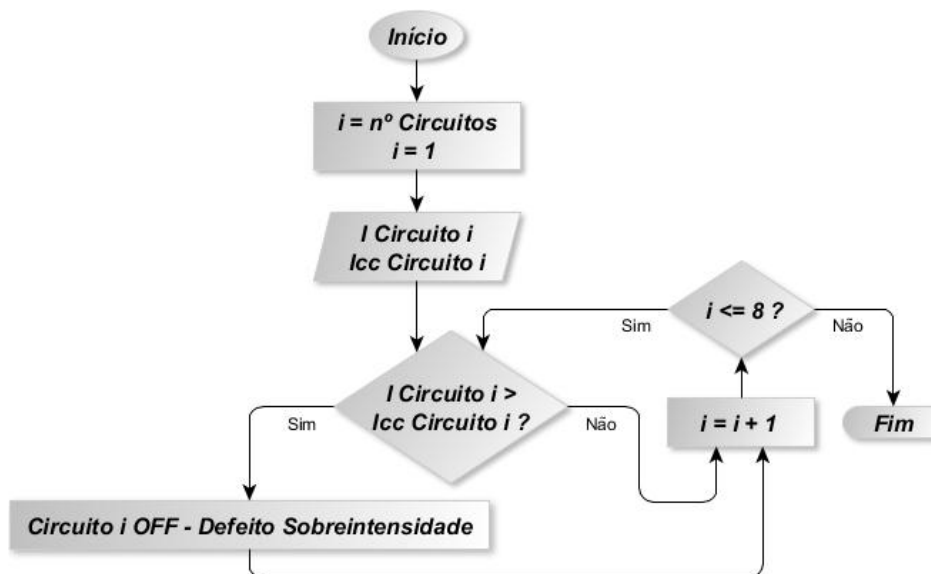 Início
i = nº Circuitos
i = 1
I Circuito i
Icc Circuito i
i <= 8 ?
Sim
Não
I Circuito i >
Icc Circuito i ?
Sim
Não
i = i + 1
Fim
Circuito i OFF - Defeito Sobreintensidade